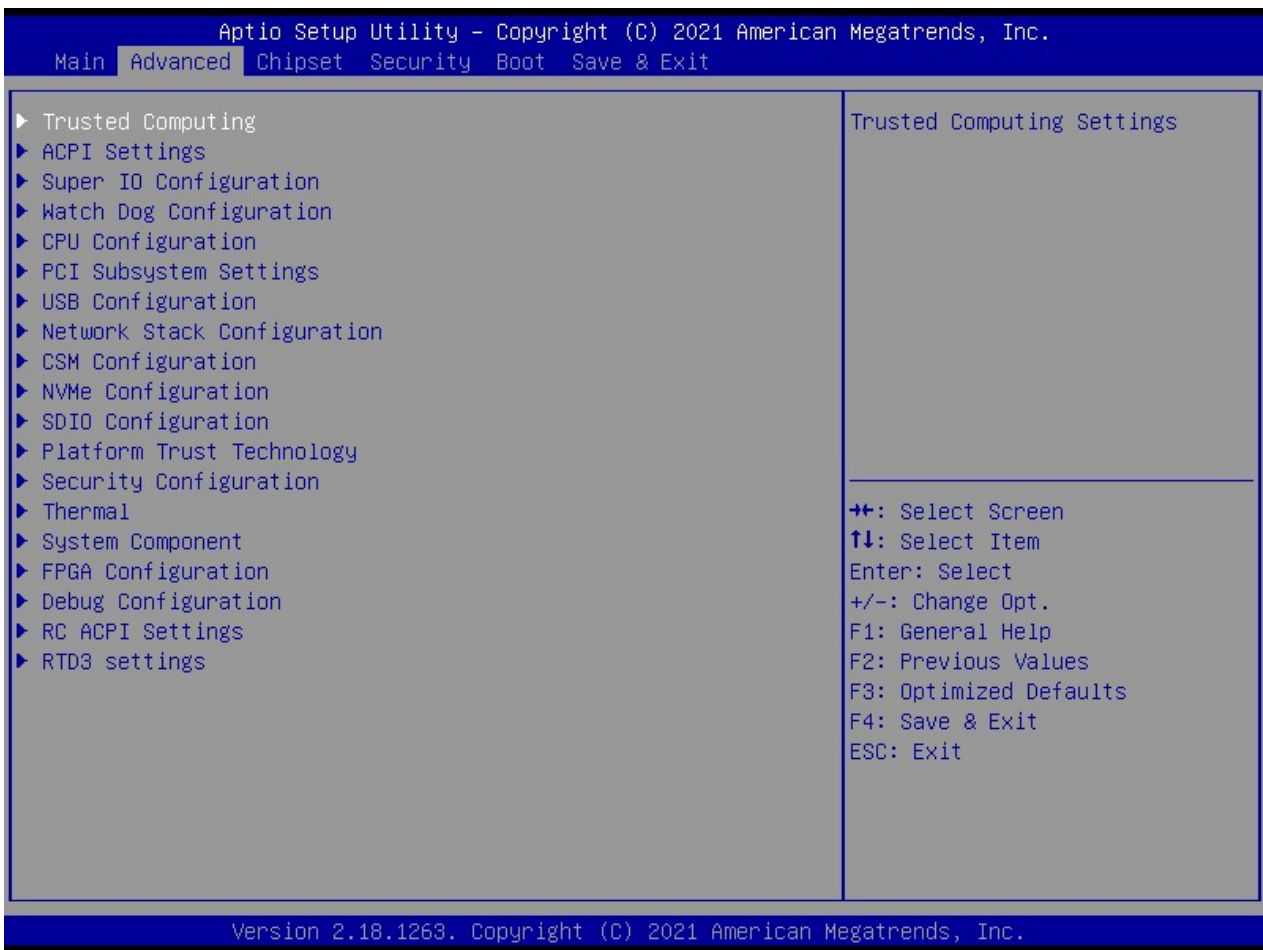 Aptio Setup Utility – Copyright (C) 2021 American Megatrends, Inc.
Main Advanced Chipset Security Boot Save & Exit
Trusted Computing
ACPI Settings
Super IO Configuration
Watch Dog Configuration
CPU Configuration
PCI Subsystem Settings
USB Configuration
Network Stack Configuration
CSM Configuration
NVMe Configuration
SDIO Configuration
Platform Trust Technology
Security Configuration
Thermal
System Component
FPGA Configuration
Debug Configuration
RC ACPI Settings
RTD3 settings
Trusted Computing Settings
→←: Select Screen
↑↓: Select Item
Enter: Select
+/-: Change Opt.
F1: General Help
F2: Previous Values
F3: Optimized Defaults
F4: Save & Exit
ESC: Exit
Version 2.18.1263. Copyright (C) 2021 American Megatrends, Inc.